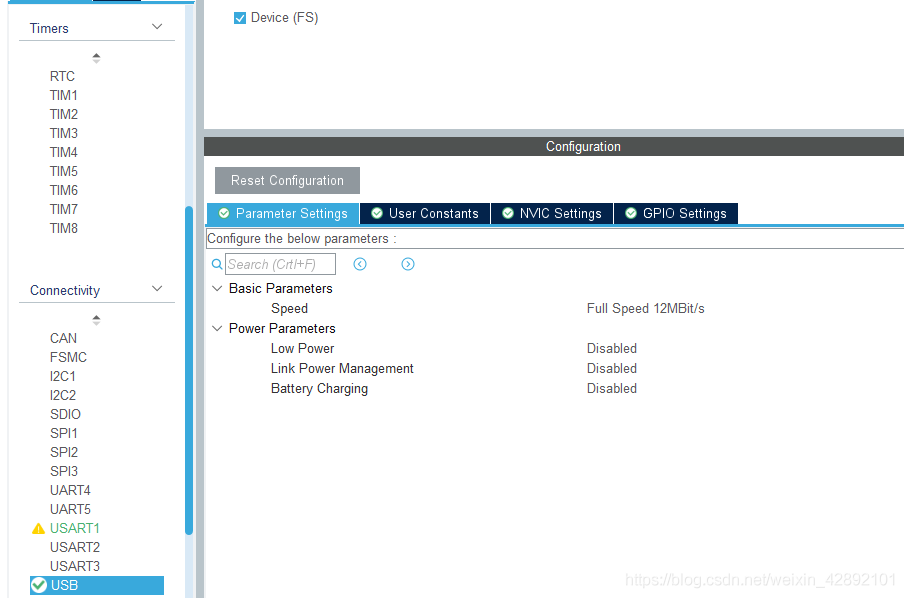 Timers
RTC
TIM1
TIM2
TIM3
TIM4
TIM5
TIM6
TIM7
TIM8
Connectivity
CAN
FSMC
I2C1
I2C2
SDIO
SPI1
SPI2
SPI3
UART4
UART5
USART1
USART2
USART3
USB
Device (FS)
Configuration
Reset Configuration
Parameter Settings
User Constants
NVIC Settings
GPIO Settings
Configure the below parameters :
Search (Crtl+F)
Basic Parameters
Speed Full Speed 12MBit/s
Power Parameters
Low Power Disabled
Link Power Management Disabled
Battery Charging Disabled
https://blog.csdn.net/weixin_42892101